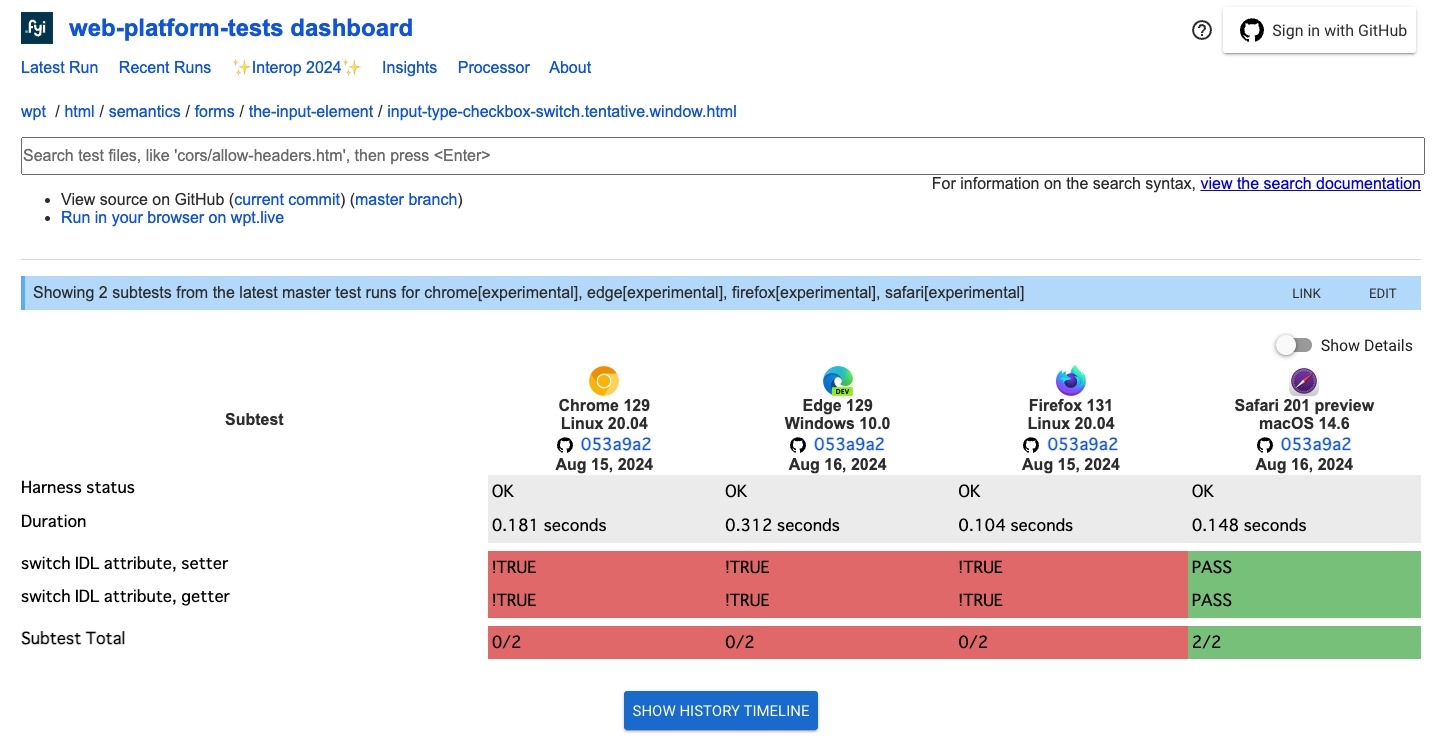 .fyi web-platform-tests dashboard
Sign in with GitHub
Latest Run Recent Runs ✨Interop 2024✨ Insights Processor About
wpt / html / semantics / forms / the-input-element / input-type-checkbox-switch.tentative.window.html
Search test files, like 'cors/allow-headers.htm', then press <Enter>
For information on the search syntax, view the search documentation
• View source on GitHub (current commit) (master branch)
• Run in your browser on wpt.live
Showing 2 subtests from the latest master test runs for chrome[experimental], edge[experimental], firefox[experimental], safari[experimental] LINK EDIT
Show Details
DEV
Subtest
Chrome 129 Edge 129 Firefox 131 Safari 201 preview
Linux 20.04 Windows 10.0 Linux 20.04 macOS 14.6
053a9a2 053a9a2 053a9a2 053a9a2
Aug 15, 2024 Aug 16, 2024 Aug 15, 2024 Aug 16, 2024
Harness status OK OK OK OK
Duration 0.181 seconds 0.312 seconds 0.104 seconds 0.148 seconds
switch IDL attribute, setter !TRUE !TRUE !TRUE PASS
switch IDL attribute, getter !TRUE !TRUE !TRUE PASS
Subtest Total 0/2 0/2 0/2 2/2
SHOW HISTORY TIMELINE